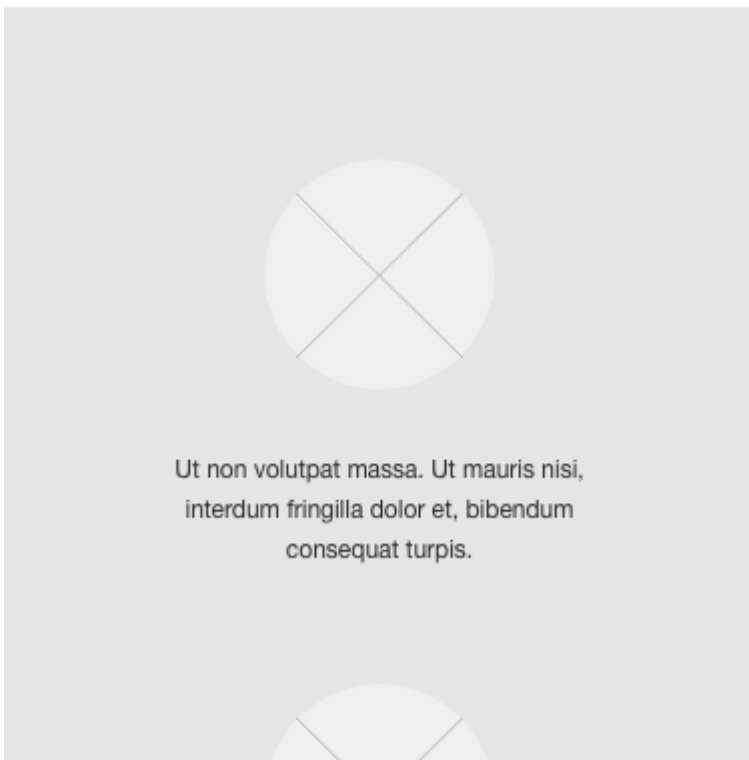 Ut non volutpat massa. Ut mauris nisi,
interdum fringilla dolor et, bibendum
consequat turpis.